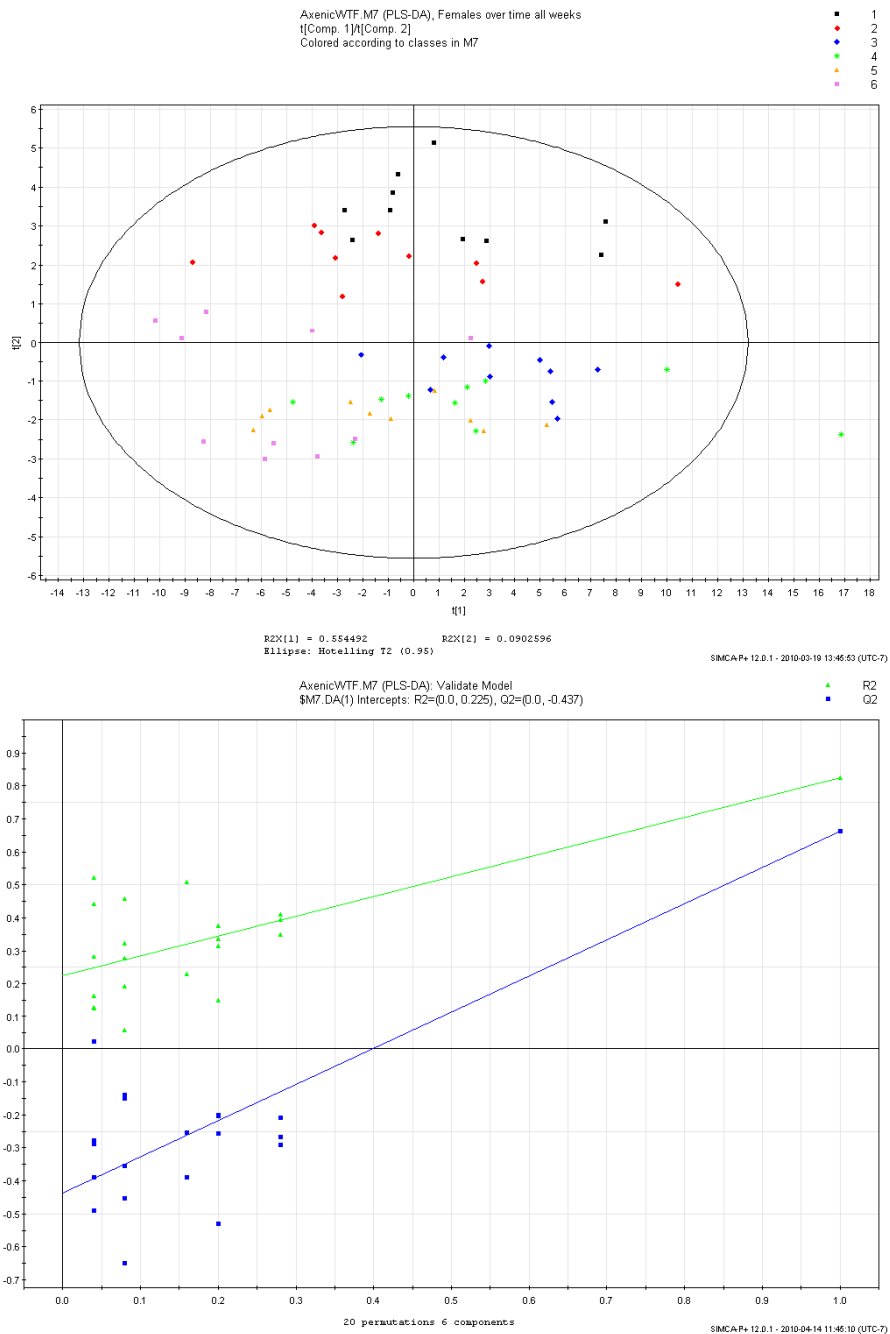 AxenicWTF.M7 (PLS-DA), Females over time all weeks
t[Comp. 1]/t[Comp. 2]
Colored according to classes in M7
1
2
3
4
5
6
6
5
4
3
2
1
0
-1
-2
-3
-4
-5
-6
t[2]
-14 -13 -12 -11 -10 -9 -8 -7 -6 -5 -4 -3 -2 -1 0 1 2 3 4 5 6 7 8 9 10 11 12 13 14 15 16 17 18
t[1]
R2X[1] = 0.554492 R2X[2] = 0.0902596
Ellipse: Hotelling T2 (0.95)
SIMCA-P+ 12.0.1 - 2010-03-19 13:45:53 (UTC-7)
AxenicWTF.M7 (PLS-DA): Validate Model
$M7.DA(1) Intercepts: R2=(0.0, 0.225), Q2=(0.0, -0.437)
R2
Q2
0.9
0.8
0.7
0.6
0.5
0.4
0.3
0.2
0.1
0.0
-0.1
-0.2
-0.3
-0.4
-0.5
-0.6
-0.7
0.0 0.1 0.2 0.3 0.4 0.5 0.6 0.7 0.8 0.9 1.0
20 permutations 6 components
SIMCA-P+ 12.0.1 - 2010-04-14 11:45:10 (UTC-7)